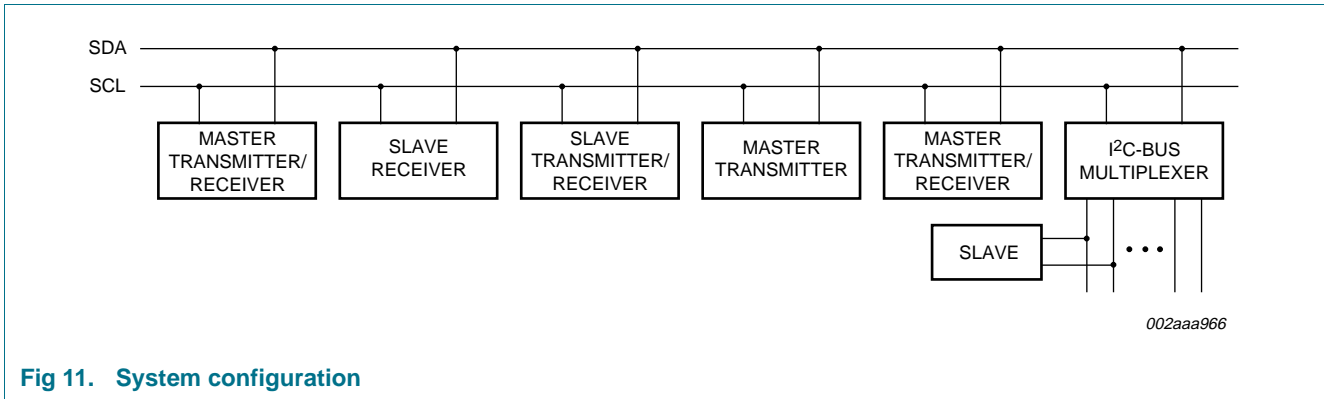 SDA
SCL
MASTER
TRANSMITTER/
RECEIVER
SLAVE
RECEIVER
SLAVE
TRANSMITTER/
RECEIVER
MASTER
TRANSMITTER
MASTER
TRANSMITTER/
RECEIVER
I²C-BUS
MULTIPLEXER
SLAVE
002aaa966
Fig 11. System configuration